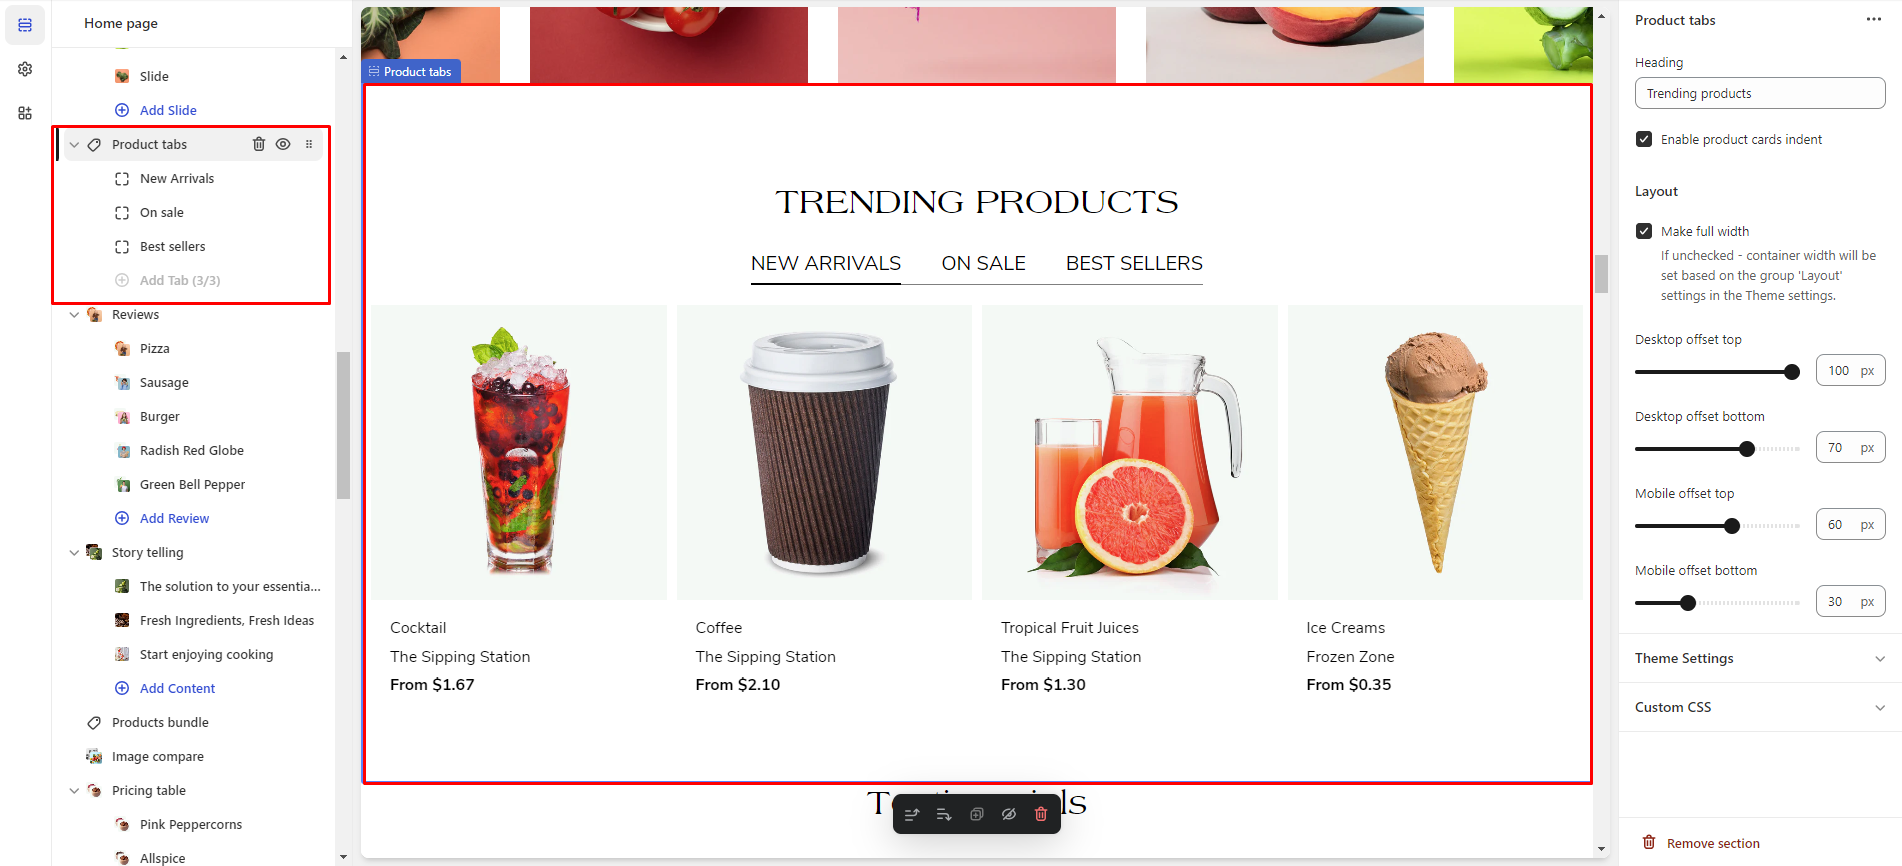 Home page
Slide
Add Slide
Product tabs
New Arrivals
On sale
Best sellers
Add Tab (3/3)
Reviews
Pizza
Sausage
Burger
Radish Red Globe
Green Bell Pepper
Add Review
Story telling
The solution to your essentia...
Fresh Ingredients, Fresh Ideas
Start enjoying cooking
Add Content
Products bundle
Image compare
Pricing table
Pink Peppercorns
Allspice
Product tabs
TRENDING PRODUCTS
NEW ARRIVALS ON SALE BEST SELLERS
Cocktail
The Sipping Station
From $1.67
Coffee
The Sipping Station
From $2.10
Tropical Fruit Juices
The Sipping Station
From $1.30
Ice Creams
Frozen Zone
From $0.35
Product tabs
Heading
Trending products
Enable product cards indent
Layout
Make full width
If unchecked - container width will be
set based on the group 'Layout'
settings in the Theme settings.
Desktop offset top
100 px
Desktop offset bottom
70 px
Mobile offset top
60 px
Mobile offset bottom
30 px
Theme Settings
Custom CSS
Remove section